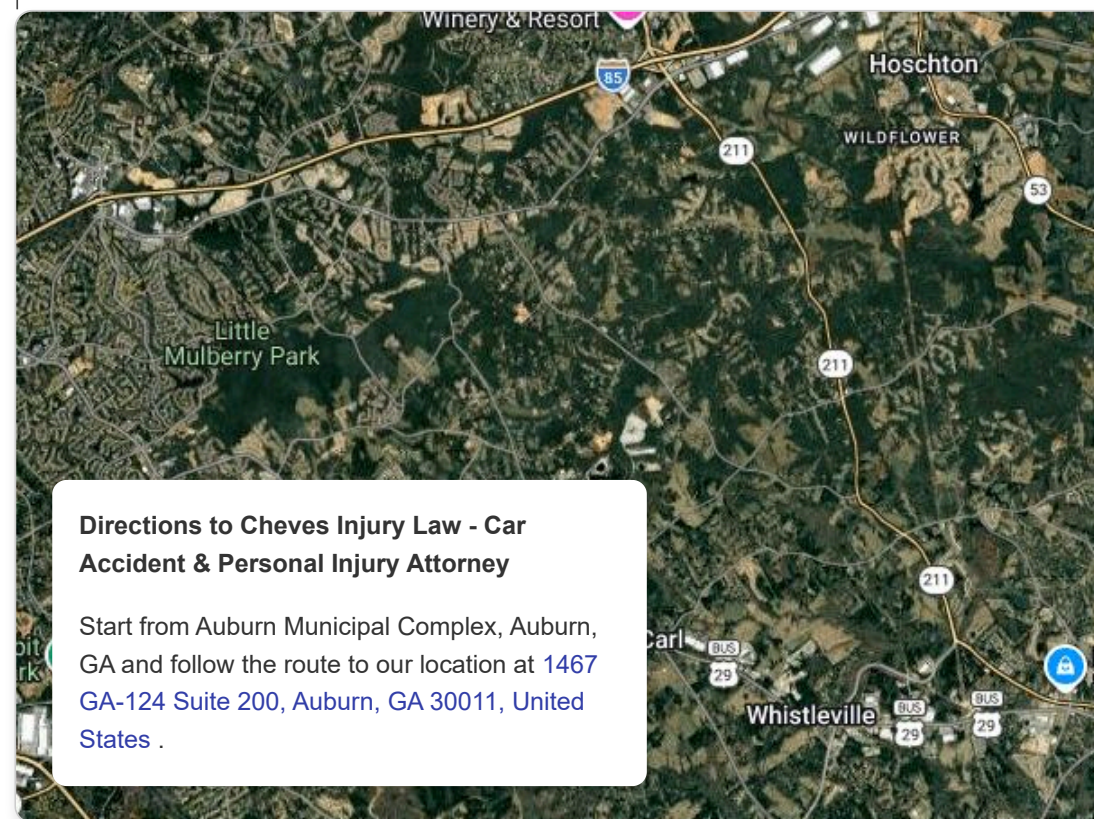 Winery & Resort
85
Hoschton
WILDFLOWER
211
53
Little
Mulberry Park
211
211
Directions to Cheves Injury Law - Car
Accident & Personal Injury Attorney
Start from Auburn Municipal Complex, Auburn,
GA and follow the route to our location at 1467
GA-124 Suite 200, Auburn, GA 30011, United
States .
Carl
BUS
29
Whistleville
BUS
29
BUS
29